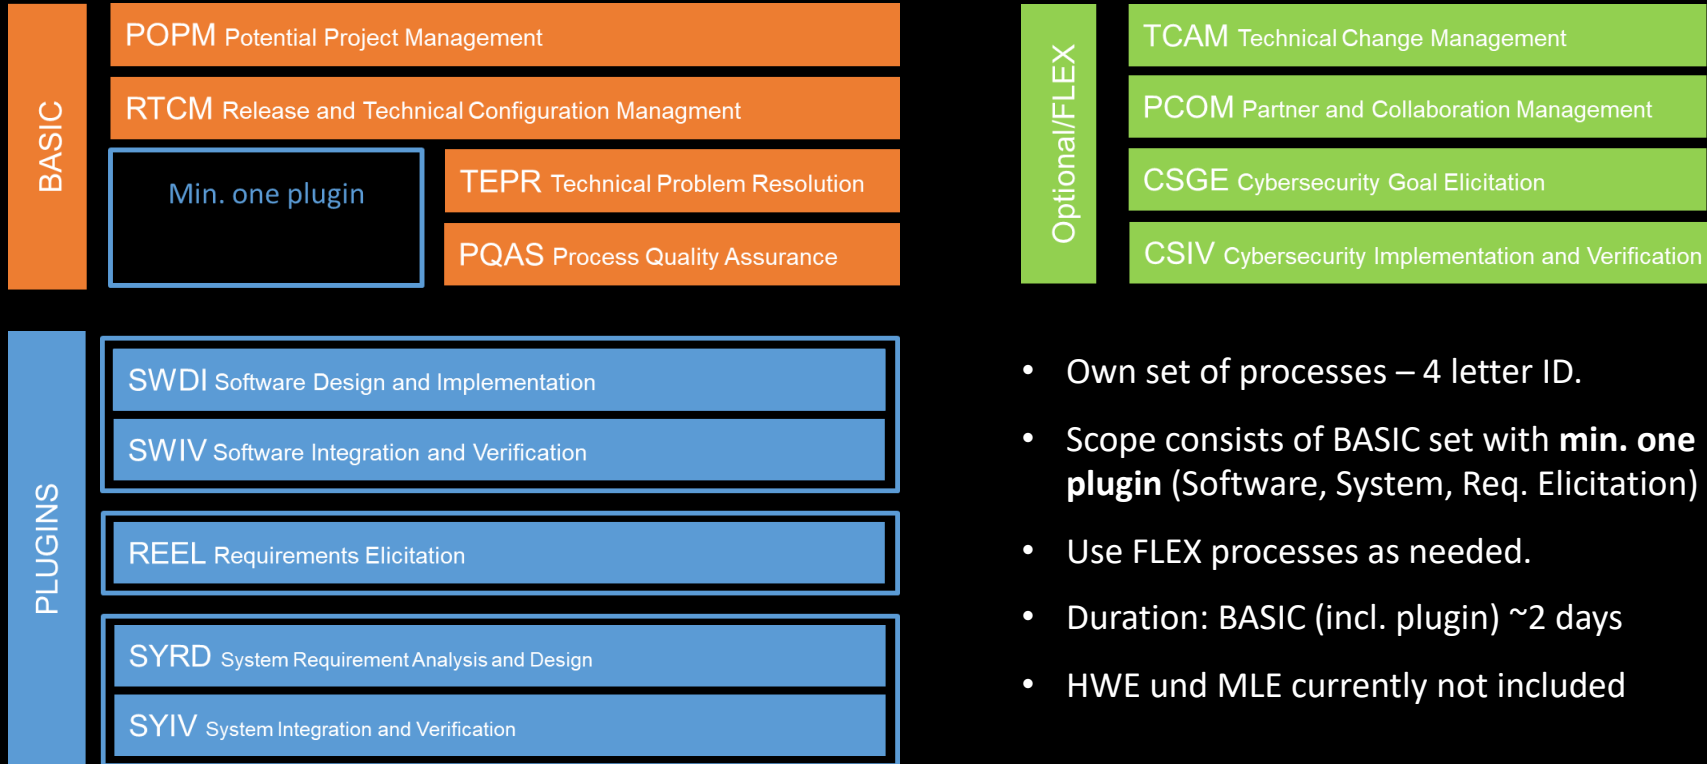 BASIC
POPM Potential Project Management
RTCM Release and Technical Configuration Managment
Min. one plugin
TEPR Technical Problem Resolution
PQAS Process Quality Assurance
PLUGINS
SWDI Software Design and Implementation
SWIV Software Integration and Verification
REEL Requirements Elicitation
SYRD System Requirement Analysis and Design
SYIV System Integration and Verification
Optional/FLEX
TCAM Technical Change Management
PCOM Partner and Collaboration Management
CSGE Cybersecurity Goal Elicitation
CSIV Cybersecurity Implementation and Verification
• Own set of processes – 4 letter ID.
• Scope consists of BASIC set with min. one
plugin (Software, System, Req. Elicitation)
• Use FLEX processes as needed.
• Duration: BASIC (incl. plugin) ~2 days
• HWE und MLE currently not included